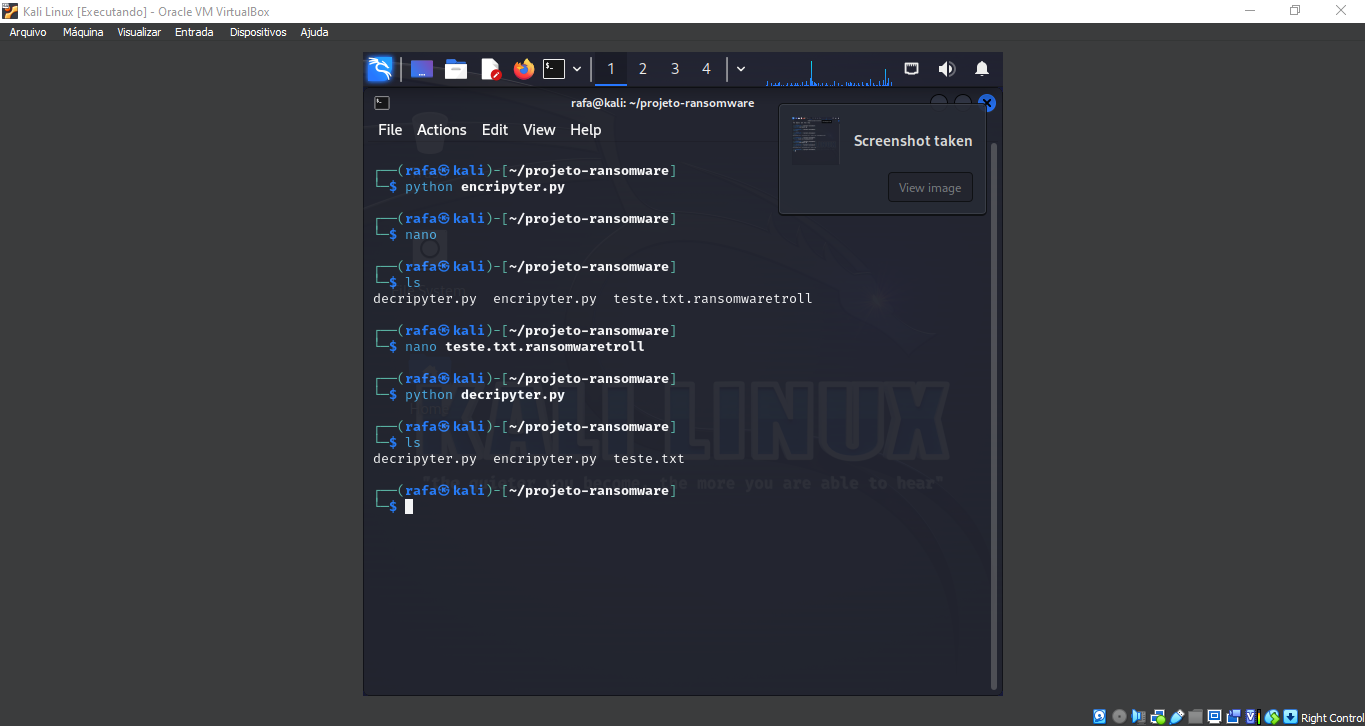 Kali Linux [Executando] - Oracle VM VirtualBox
Arquivo Máquina Visualizar Entrada Dispositivos Ajuda
1 2 3 4
rafa@kali: ~/projeto-ransomware
File Actions Edit View Help
Screenshot taken
View image
┌──(rafa㉿kali)-[~/projeto-ransomware]
└─$ python encripyter.py
┌──(rafa㉿kali)-[~/projeto-ransomware]
└─$ nano
┌──(rafa㉿kali)-[~/projeto-ransomware]
└─$ ls
decripyter.py encripyter.py teste.txt.ransomwaretroll
┌──(rafa㉿kali)-[~/projeto-ransomware]
└─$ nano teste.txt.ransomwaretroll
┌──(rafa㉿kali)-[~/projeto-ransomware]
└─$ python decripyter.py
┌──(rafa㉿kali)-[~/projeto-ransomware]
└─$ ls
decripyter.py encripyter.py teste.txt
┌──(rafa㉿kali)-[~/projeto-ransomware]
└─$
KALI LINUX
"the quieter you become, the more you are able to hear"
Right Control